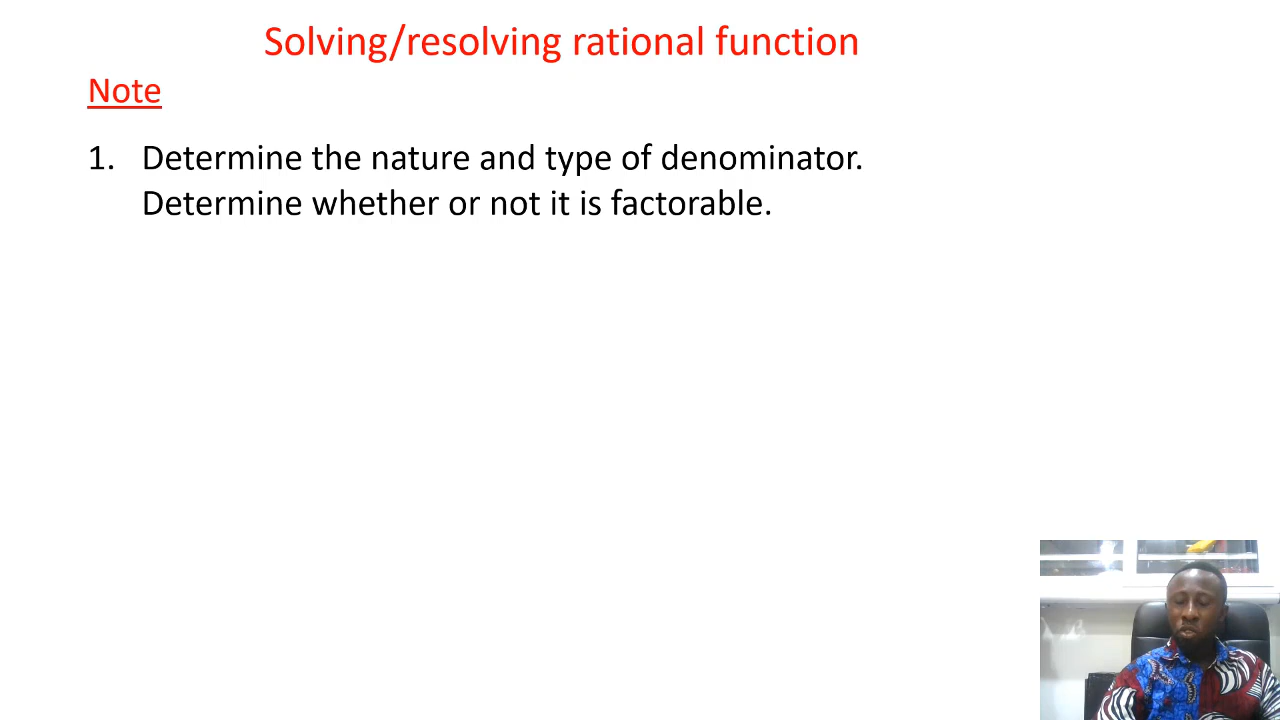 Solving/resolving rational function
Note
1. Determine the nature and type of denominator.
Determine whether or not it is factorable.